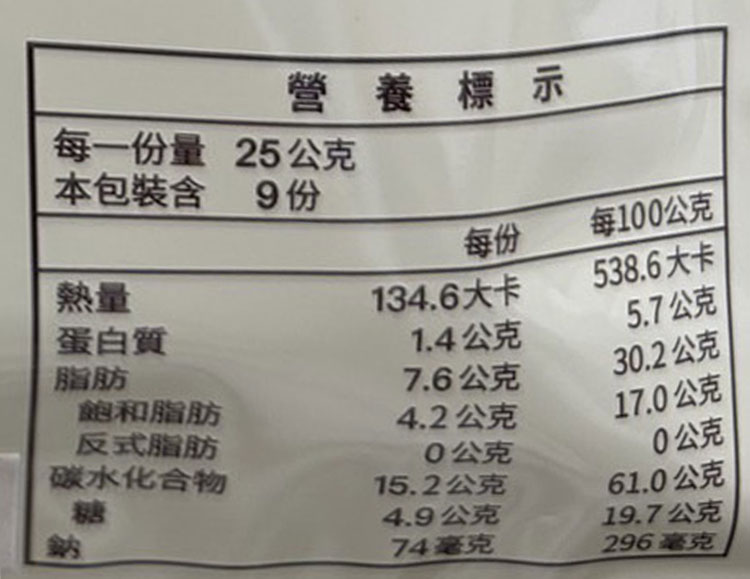 營養標示
每一份量 25公克
本包裝含 9份
每份 每100公克
熱量 134.6大卡 538.6大卡
蛋白質 1.4公克 5.7公克
脂肪 7.6公克 30.2公克
飽和脂肪 4.2公克 17.0公克
反式脂肪 0公克 0公克
碳水化合物 15.2公克 61.0公克
糖 4.9公克 19.7公克
鈉 74毫克 296毫克